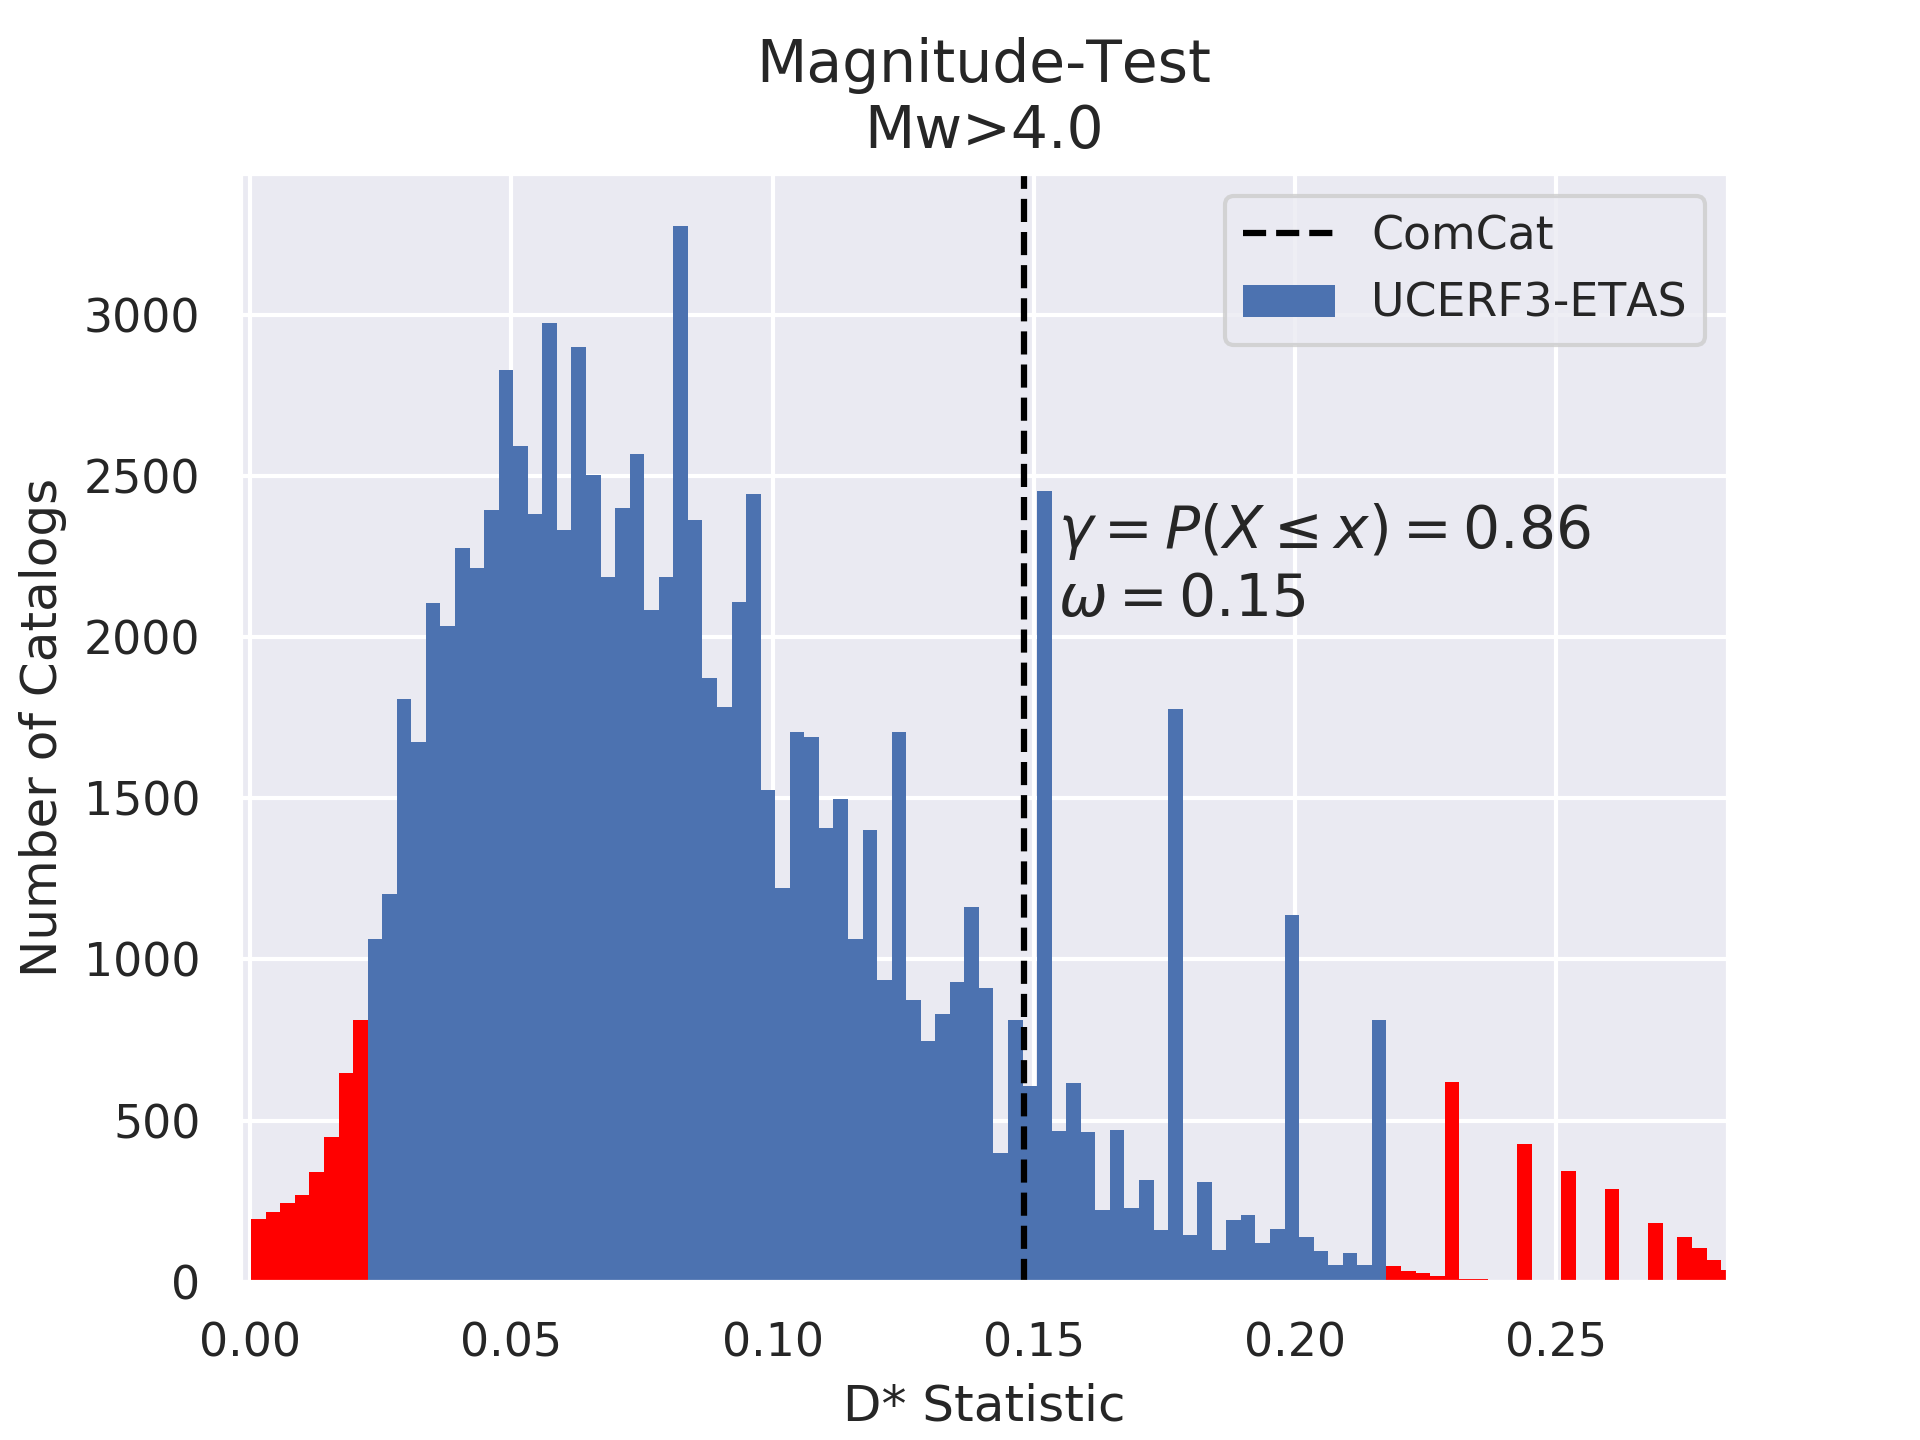 Magnitude-Test
Mw>4.0
ComCat
UCERF3-ETAS
γ = P(X ≤ x) = 0.86
ω = 0.15
Number of Catalogs
3000
2500
2000
1500
1000
500
0
0.00 0.05 0.10 0.15 0.20 0.25
D* Statistic